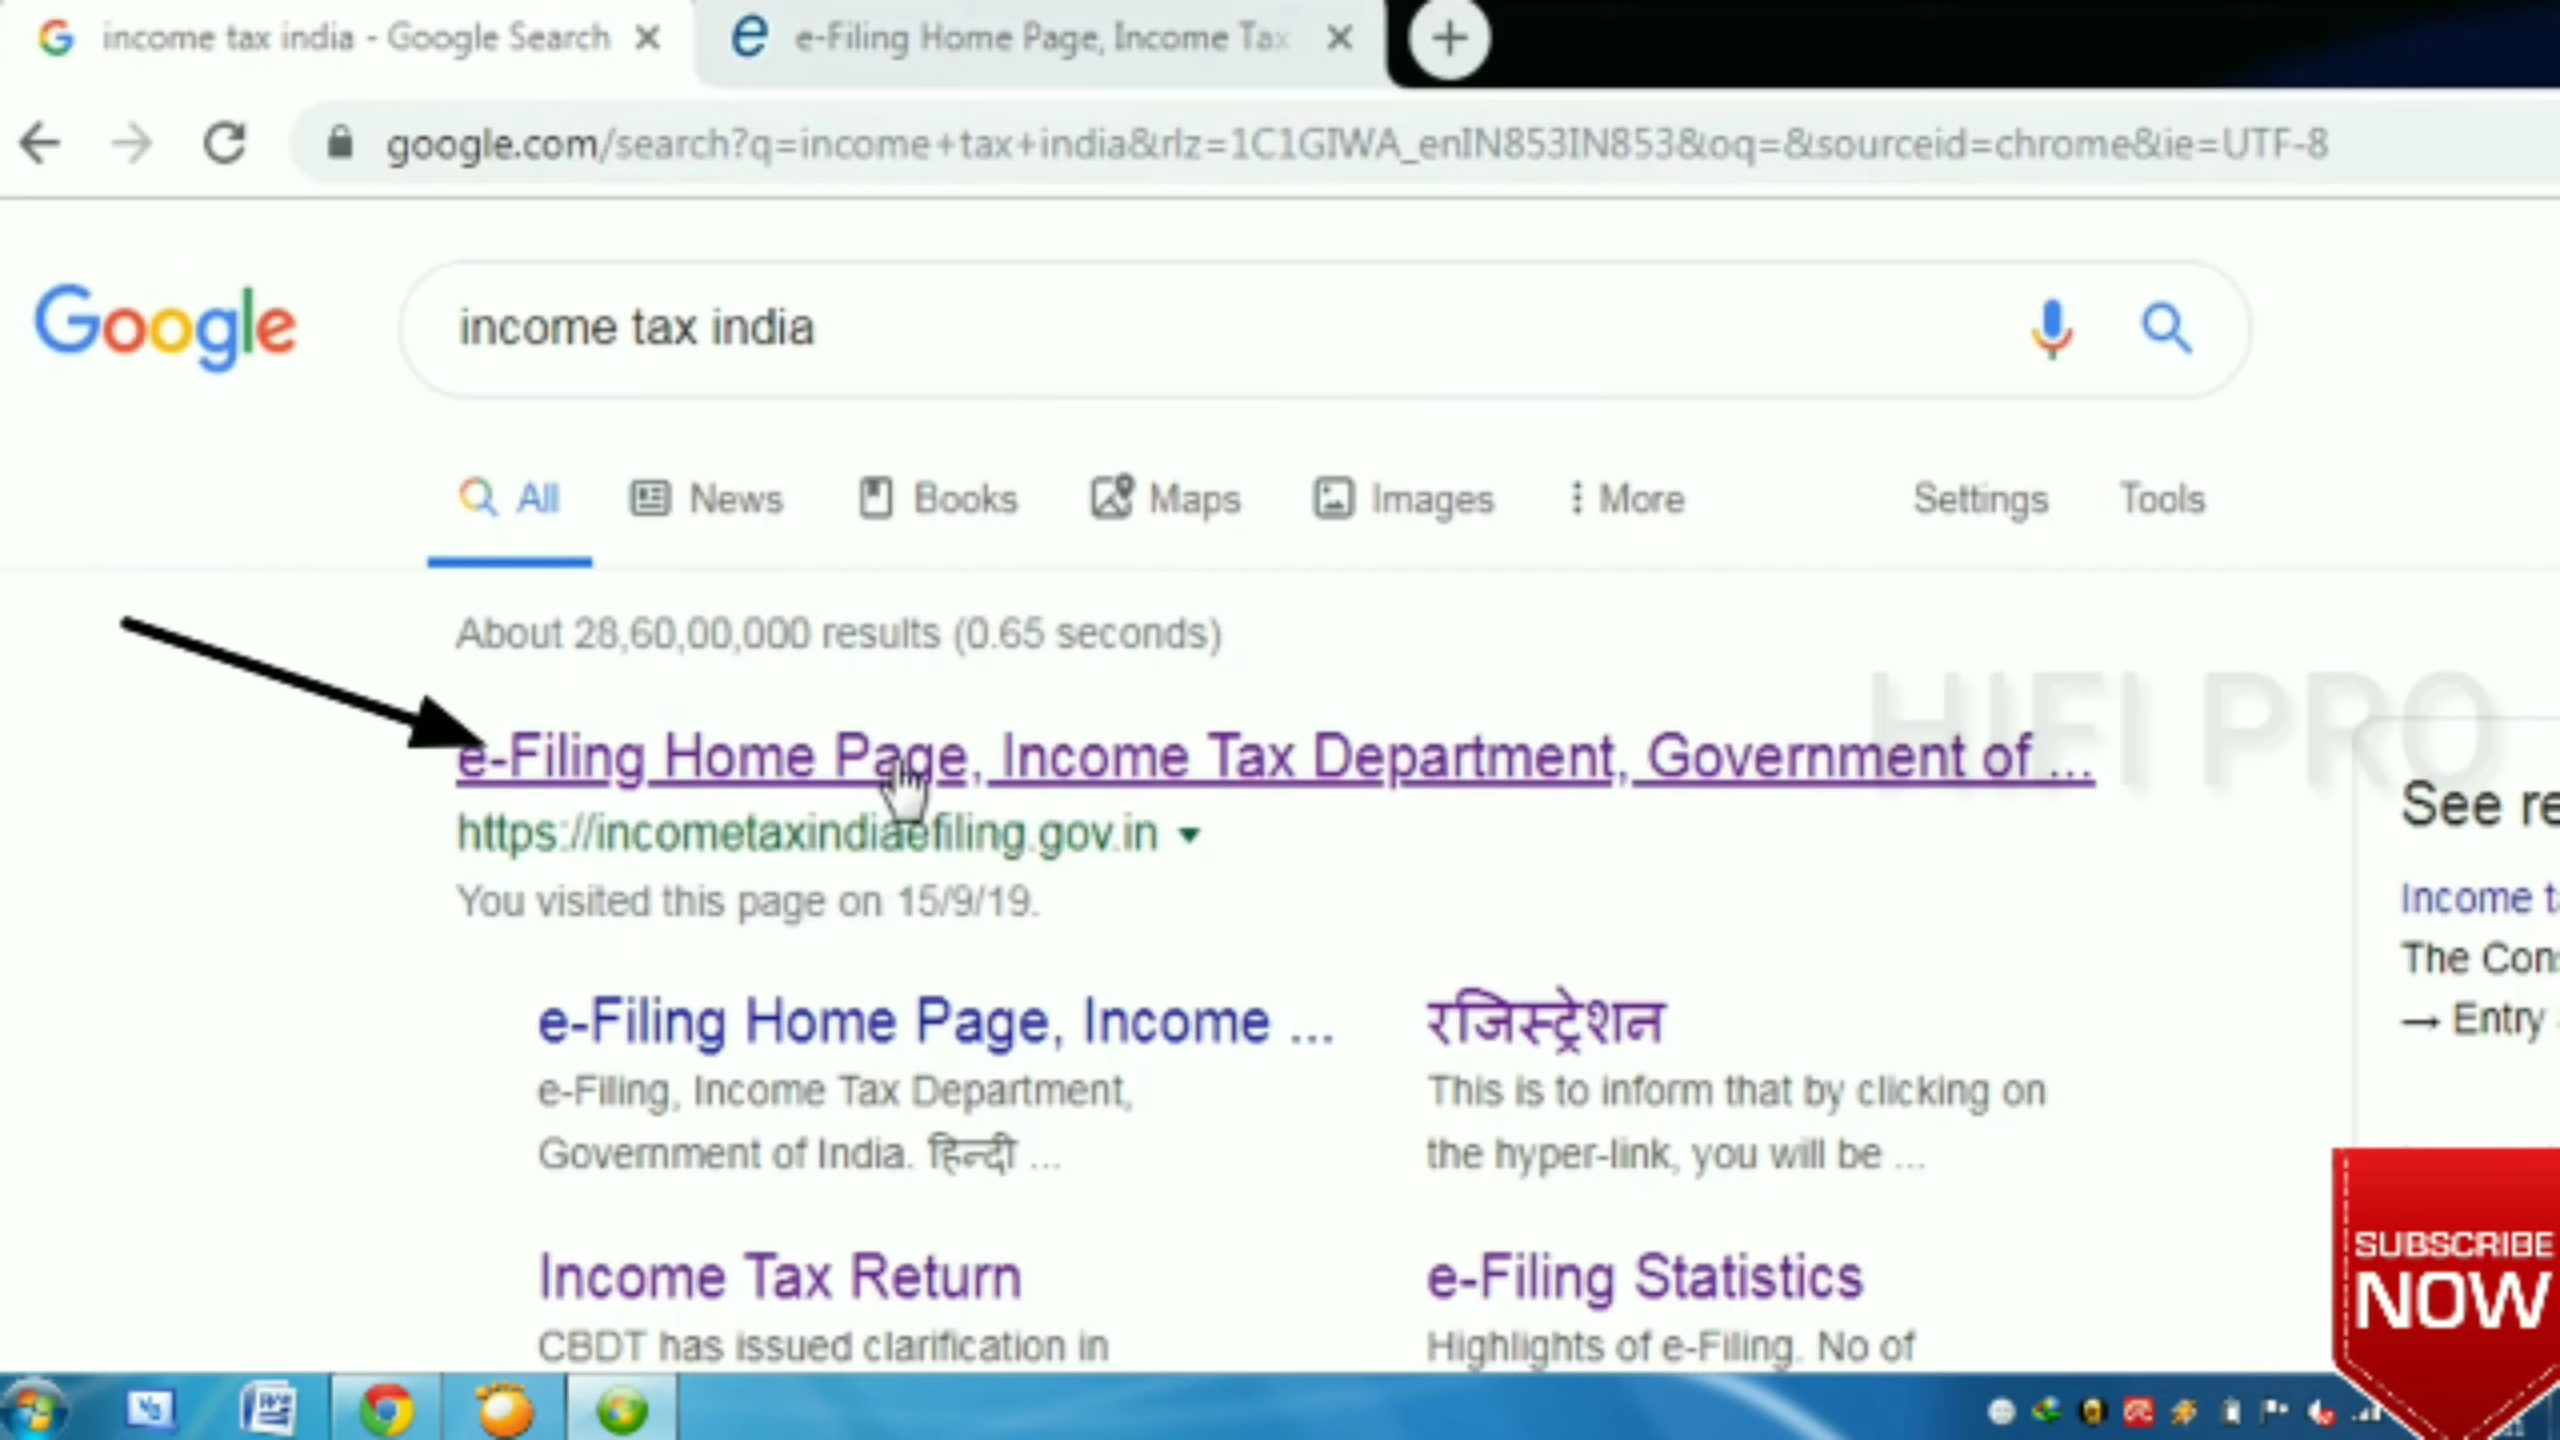 income tax india - Google Search
e-Filing Home Page, Income Tax
google.com/search?q=income+tax+india&rlz=1C1GIWA_enIN853IN853&oq=&sourceid=chrome&ie=UTF-8
Google
income tax india
All
News
Books
Maps
Images
More
Settings
Tools
About 28,60,00,000 results (0.65 seconds)
HIFI PRO
e-Filing Home Page, Income Tax Department, Government of ...
https://incometaxindiaefiling.gov.in
You visited this page on 15/9/19.
See re
Income t
The Con
→ Entry
e-Filing Home Page, Income ...
e-Filing, Income Tax Department,
Government of India. हिन्दी ...
रजिस्ट्रेशन
This is to inform that by clicking on
the hyper-link, you will be ...
Income Tax Return
CBDT has issued clarification in
e-Filing Statistics
Highlights of e-Filing. No of
SUBSCRIBE
NOW